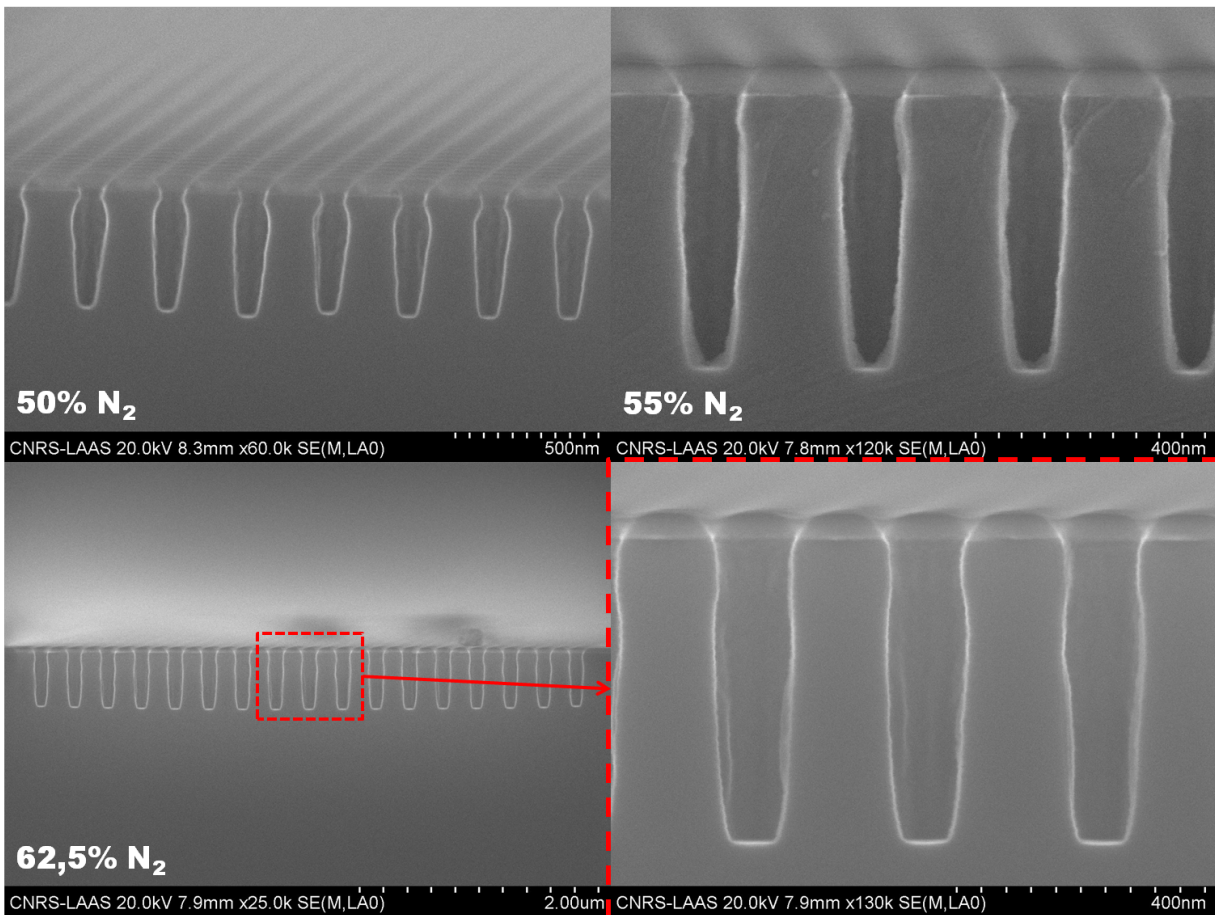 50% N₂
CNRS-LAAS 20.0kV 8.3mm x60.0k SE(M,LA0) 500nm
55% N₂
CNRS-LAAS 20.0kV 7.8mm x120k SE(M,LA0) 400nm
62,5% N₂
CNRS-LAAS 20.0kV 7.9mm x25.0k SE(M,LA0) 2.00um
CNRS-LAAS 20.0kV 7.9mm x130k SE(M,LA0) 400nm